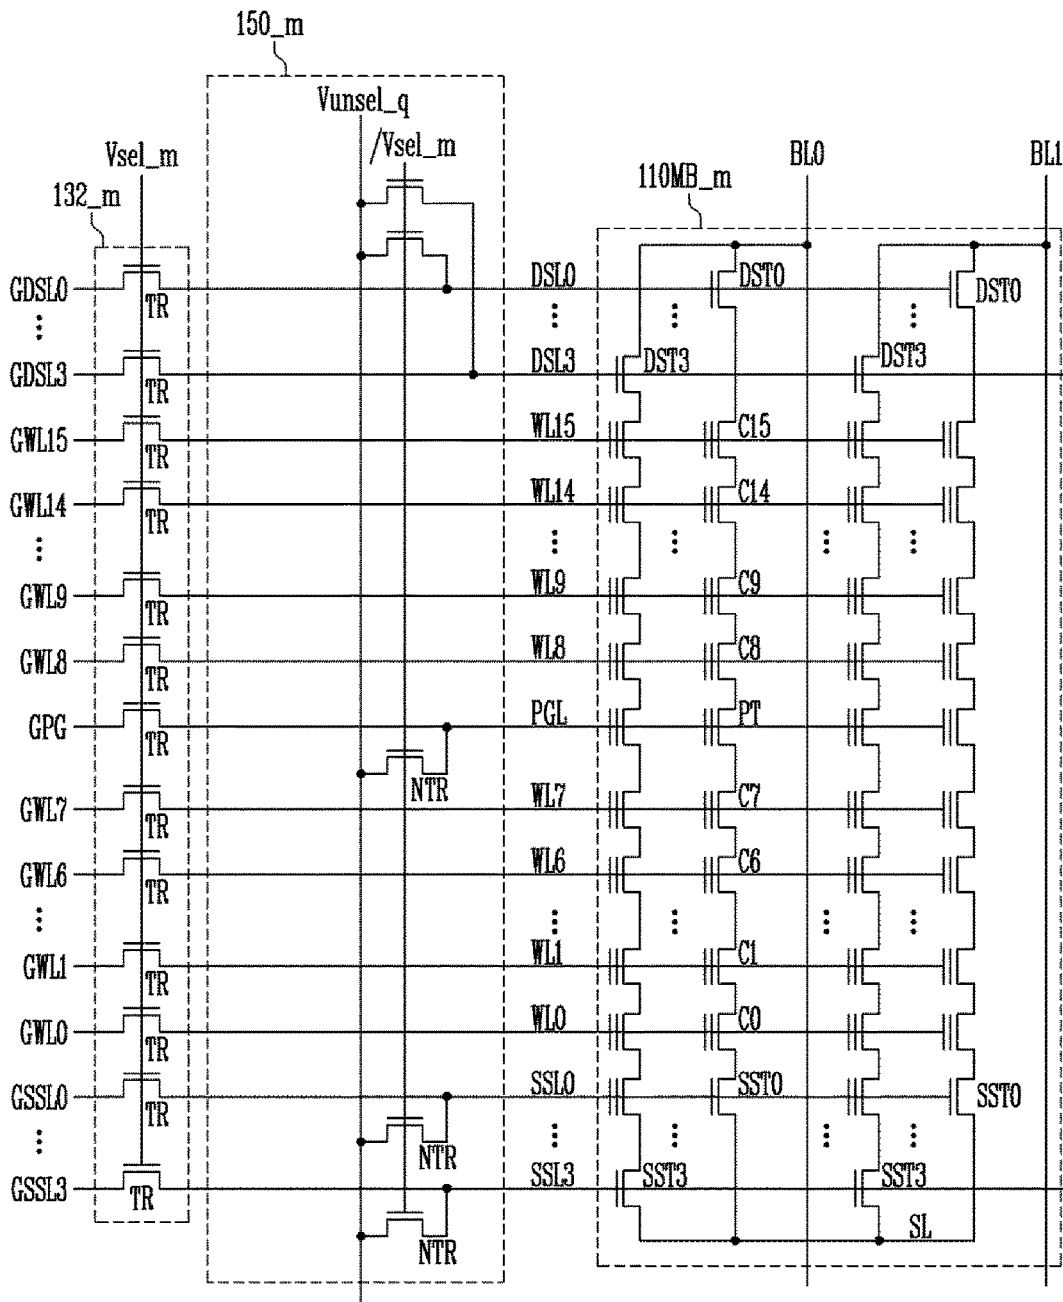 150_m
Vunsel_q
/Vsel_m
Vsel_m
BL0
BL1
132_m
110MB_m
GDSL0
TR
DSL0
DST0
DST0
GDSL3
TR
DSL3
DST3
DST3
GWL15
TR
WL15
C15
GWL14
TR
WL14
C14
GWL9
TR
WL9
C9
GWL8
TR
WL8
C8
GPG
TR
PGL
PT
NTR
GWL7
TR
WL7
C7
GWL6
TR
WL6
C6
GWL1
TR
WL1
C1
GWL0
TR
WL0
C0
GSSL0
TR
SSL0
SST0
SST0
NTR
GSSL3
TR
SSL3
SST3
SST3
NTR
SL